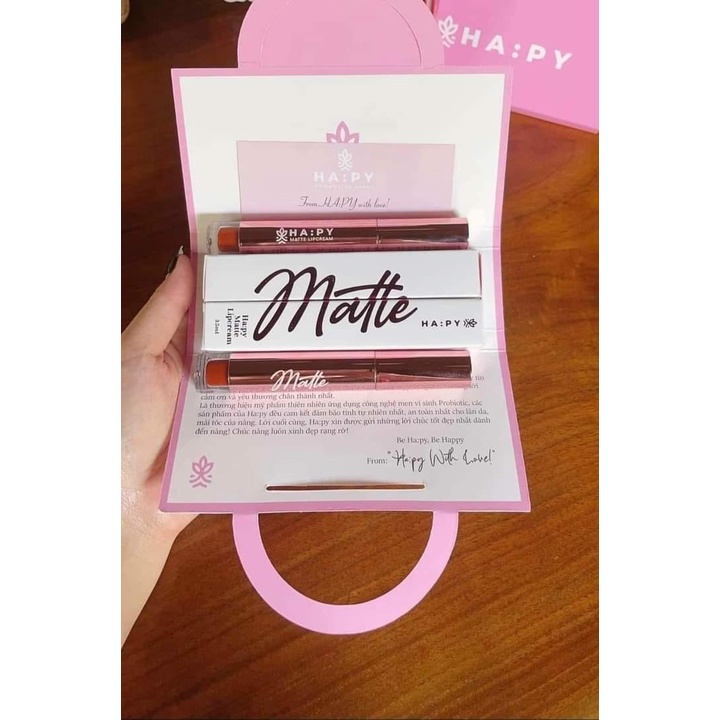 HA:PY
HA:PY
From HA:PY with love!
HA:PY
MATTE LIPCREAM
Matte
Ha:py
Matte
Lipcream
3.5ml
HA:PY
Matte
cảm ơn và yêu thương chân thành nhất.
Là thương hiệu mỹ phẩm thiên nhiên ứng dụng công nghệ men vi sinh Probiotic, các
sản phẩm của Ha:py đều cam kết đảm bảo tính tự nhiên nhất, an toàn nhất cho làn da,
mái tóc của nàng. Lời cuối cùng, Ha:py xin được gửi những lời chúc tốt đẹp nhất dành
đến nàng! Chúc nàng luôn xinh đẹp rạng rỡ!
Be Ha:py, Be Happy
From: "Ha:py With Love!"